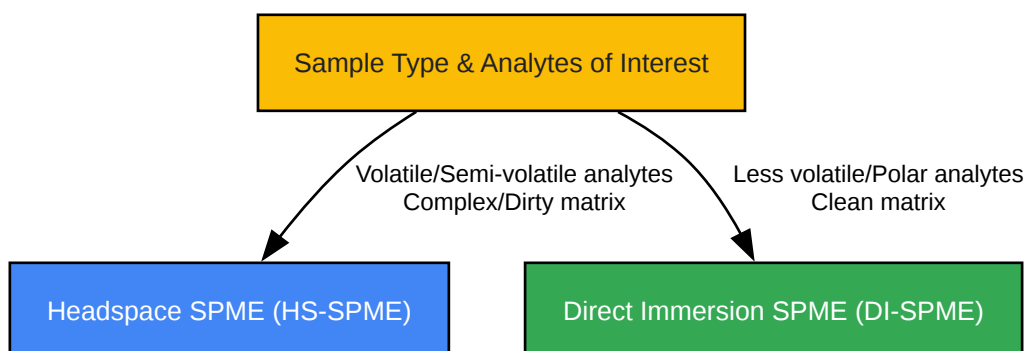 Sample Type & Analytes of Interest
Volatile/Semi-volatile analytes
Complex/Dirty matrix
Less volatile/Polar analytes
Clean matrix
Headspace SPME (HS-SPME)
Direct Immersion SPME (DI-SPME)